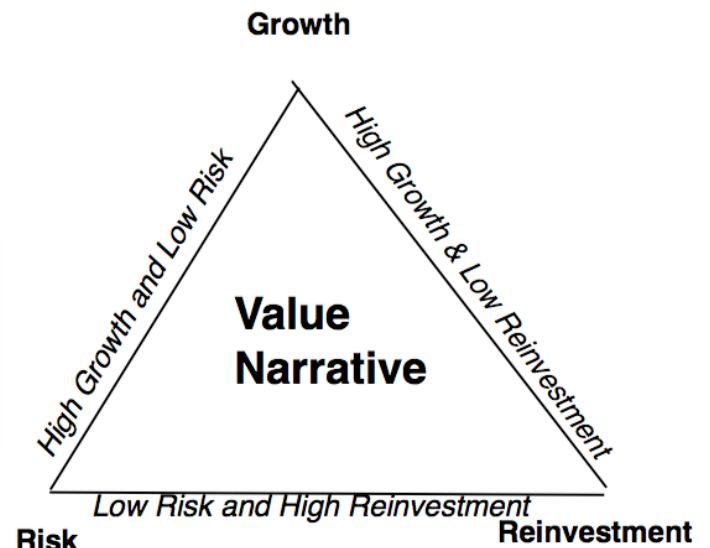 Growth
High Growth and Low Risk
High Growth & Low Reinvestment
Value
Narrative
Low Risk and High Reinvestment
Risk
Reinvestment